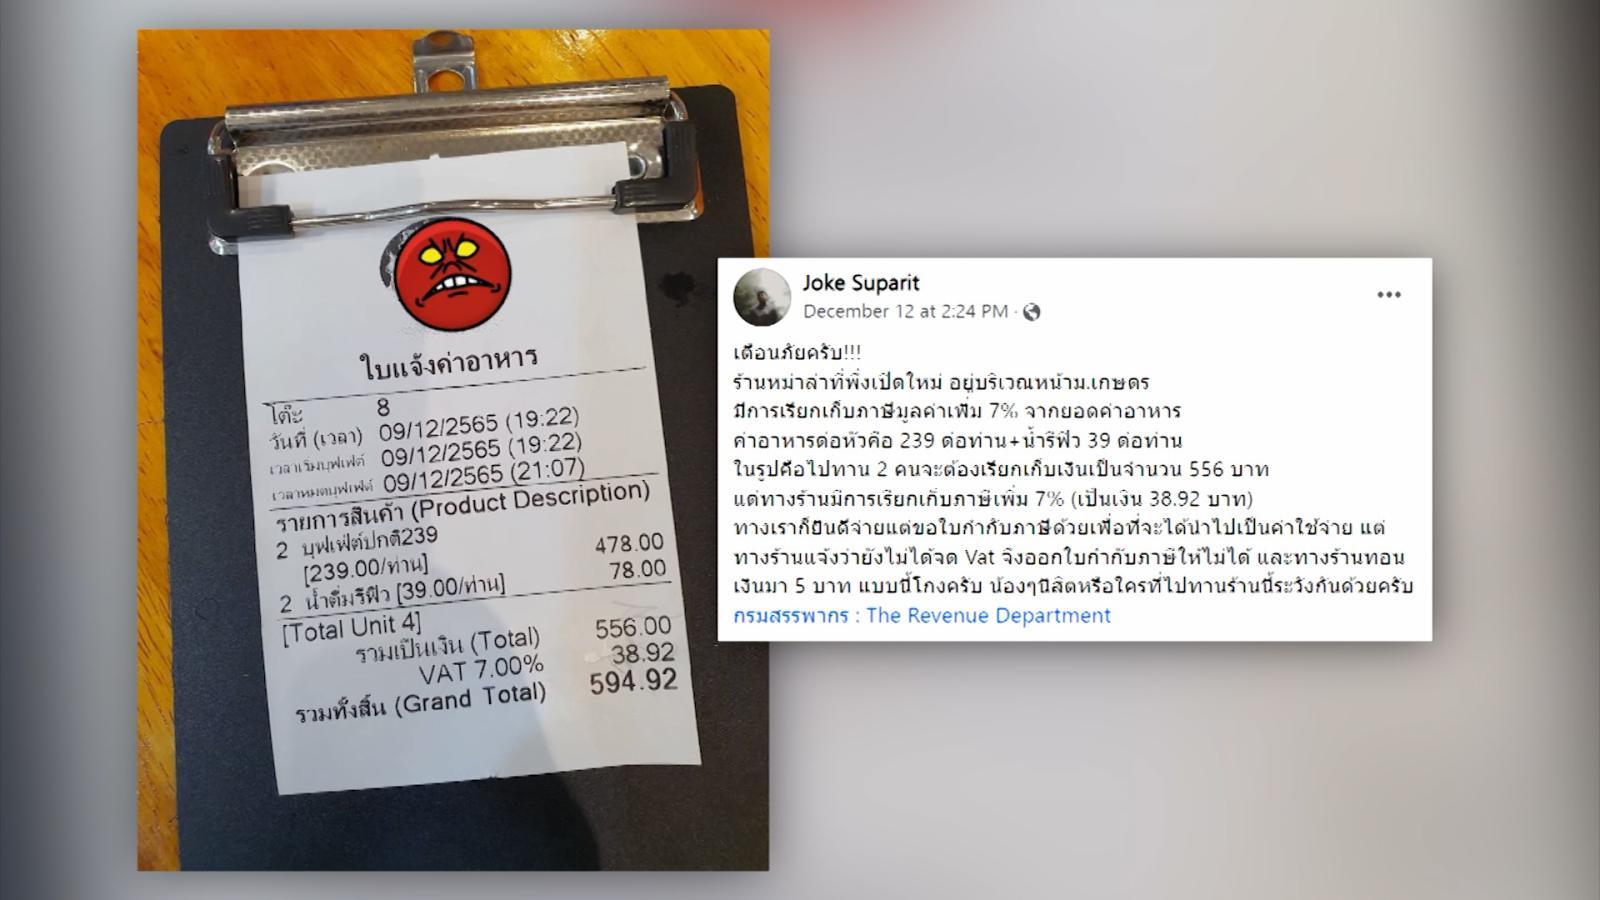 ใบแจ้งค่าอาหาร
โต๊ะ 8
วันที่ (เวลา) 09/12/2565 (19:22)
เวลาเริ่มบุฟเฟ่ต์ 09/12/2565 (19:22)
เวลาหมดบุฟเฟ่ต์ 09/12/2565 (21:07)
รายการสินค้า (Product Description)
2 บุฟเฟ่ต์ปกติ239 478.00
[239.00/ท่าน]
2 น้ำดื่มรีฟิว [39.00/ท่าน] 78.00
[Total Unit 4]
รวมเป็นเงิน (Total) 556.00
VAT 7.00% 38.92
รวมทั้งสิ้น (Grand Total) 594.92
Joke Suparit
December 12 at 2:24 PM ·
เตือนภัยครับ!!!
ร้านหม่าล่าที่พึ่งเปิดใหม่ อยู่บริเวณหน้าม.เกษตร
มีการเรียกเก็บภาษีมูลค่าเพิ่ม 7% จากยอดค่าอาหาร
ค่าอาหารต่อหัวคือ 239 ต่อท่าน+น้ำรีฟิว 39 ต่อท่าน
ในรูปคือไปทาน 2 คนจะต้องเรียกเก็บเงินเป็นจำนวน 556 บาท
แต่ทางร้านมีการเรียกเก็บภาษีเพิ่ม 7% (เป็นเงิน 38.92 บาท)
ทางเราก็ยินดีจ่ายแต่ขอใบกำกับภาษีด้วยเพื่อที่จะได้นำไปเป็นค่าใช้จ่าย แต่
ทางร้านแจ้งว่ายังไม่ได้จด Vat จึงออกใบกำกับภาษีให้ไม่ได้ และทางร้านทอน
เงินมา 5 บาท แบบนี้โกงครับ น้องๆนิสิตหรือใครที่ไปทานร้านนี้ระวังกันด้วยครับ
กรมสรรพากร : The Revenue Department